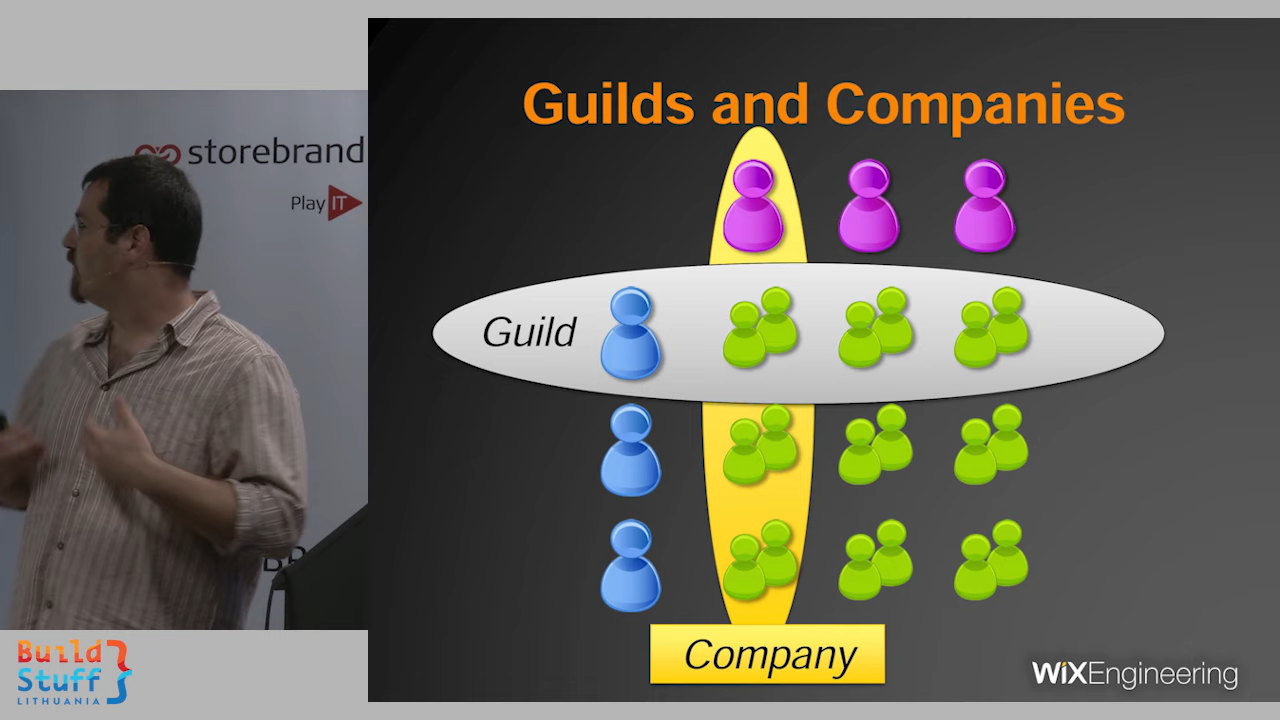 storebrand
Play IT
Guilds and Companies
Guild
Company
WiXEngineering
Build
Stuff
LITHUANIA